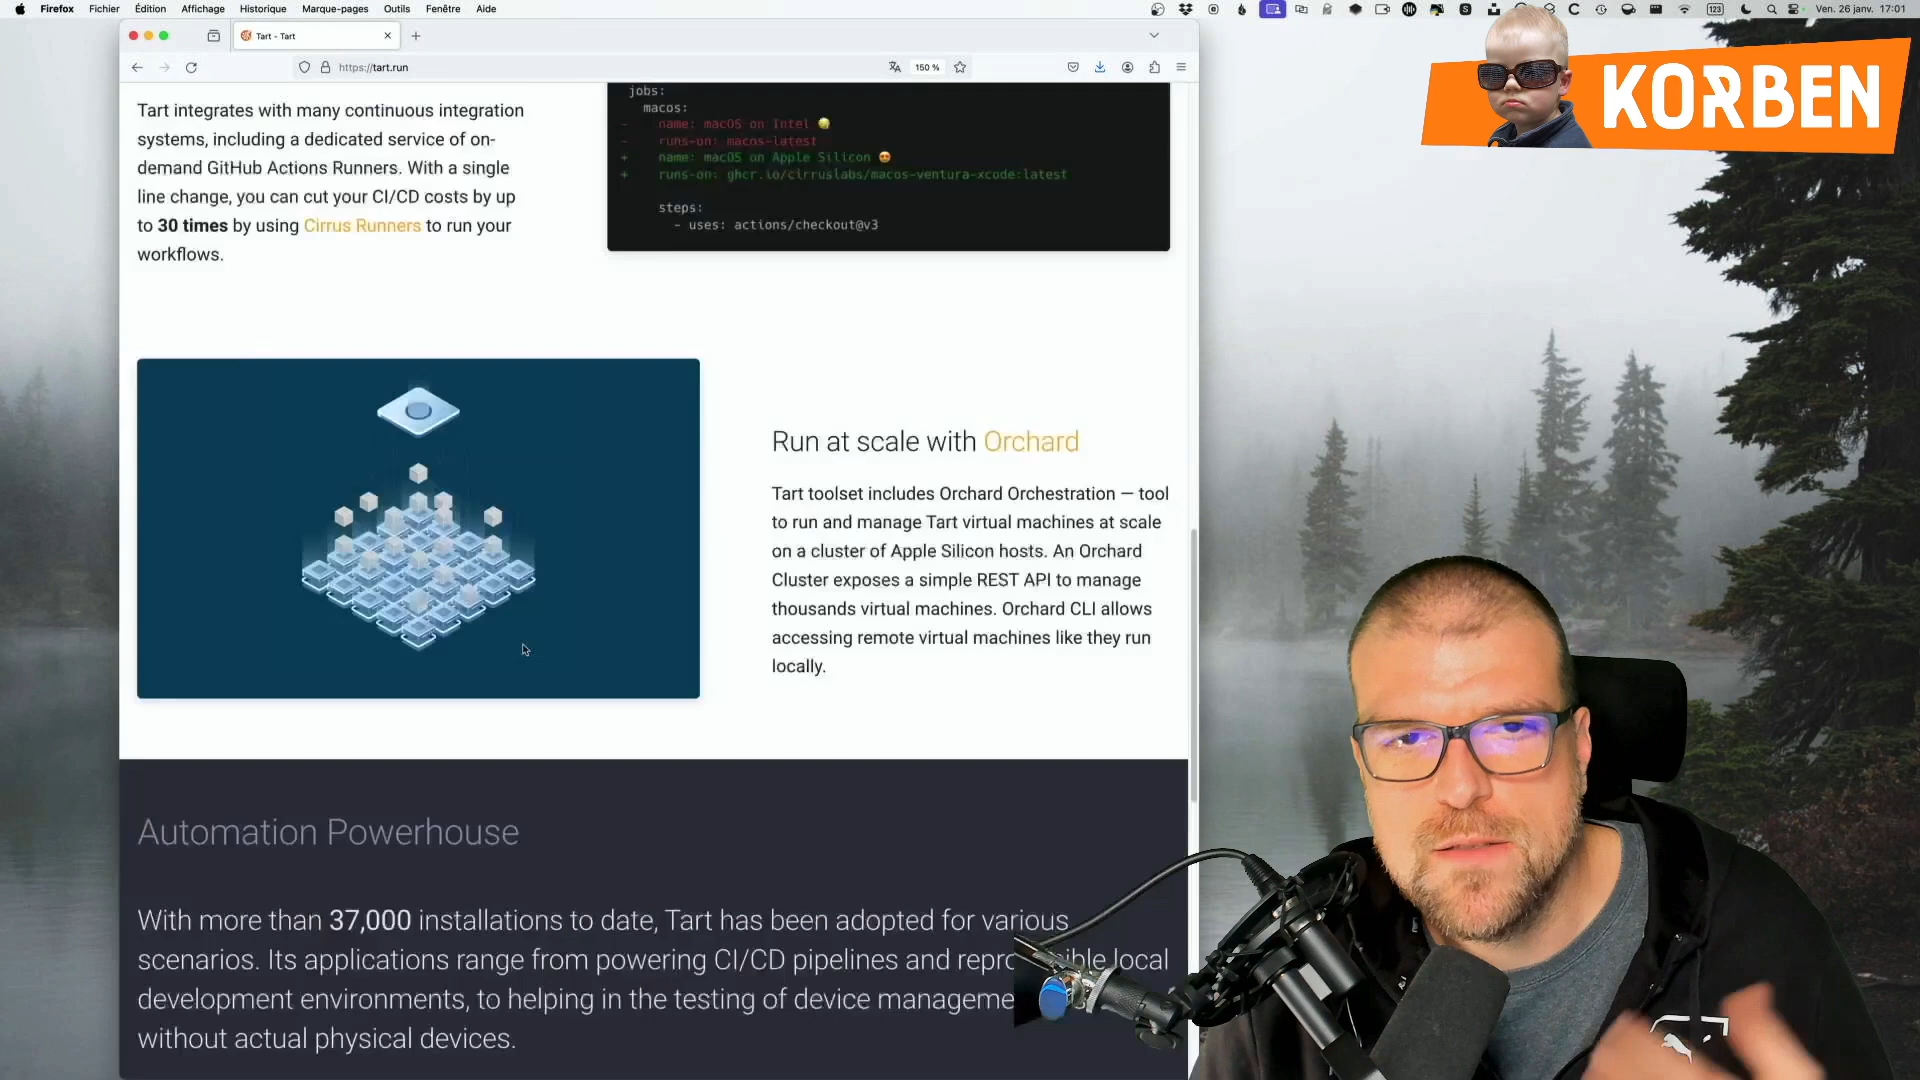 Firefox Fichier Édition Affichage Historique Marque-pages Outils Fenêtre Aide
Ven. 26 janv. 17:01
Tart - Tart
https://tart.run
150 %
KORBEN
Tart integrates with many continuous integration
systems, including a dedicated service of on-
demand GitHub Actions Runners. With a single
line change, you can cut your CI/CD costs by up
to 30 times by using Cirrus Runners to run your
workflows.
jobs:
macos:
- name: macOS on Intel
- runs-on: macos-latest
+ name: macOS on Apple Silicon
+ runs-on: ghcr.io/cirruslabs/macos-ventura-xcode:latest
steps:
- uses: actions/checkout@v3
Run at scale with Orchard
Tart toolset includes Orchard Orchestration — tool
to run and manage Tart virtual machines at scale
on a cluster of Apple Silicon hosts. An Orchard
Cluster exposes a simple REST API to manage
thousands virtual machines. Orchard CLI allows
accessing remote virtual machines like they run
locally.
Automation Powerhouse
With more than 37,000 installations to date, Tart has been adopted for various
scenarios. Its applications range from powering CI/CD pipelines and local
development environments, to helping in the testing of device
without actual physical devices.